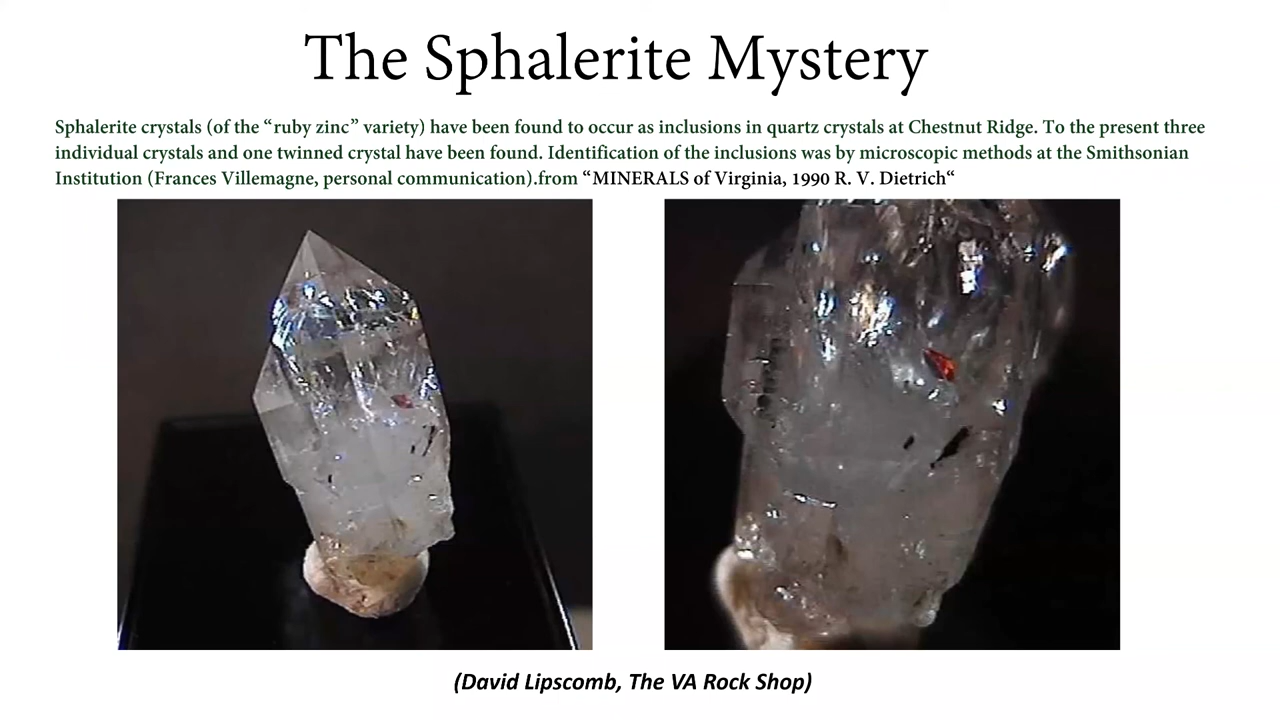 The Sphalerite Mystery
Sphalerite crystals (of the “ruby zinc” variety) have been found to occur as inclusions in quartz crystals at Chestnut Ridge. To the present three
individual crystals and one twinned crystal have been found. Identification of the inclusions was by microscopic methods at the Smithsonian
Institution (Frances Villemagne, personal communication).from “MINERALS of Virginia, 1990 R. V. Dietrich“
(David Lipscomb, The VA Rock Shop)